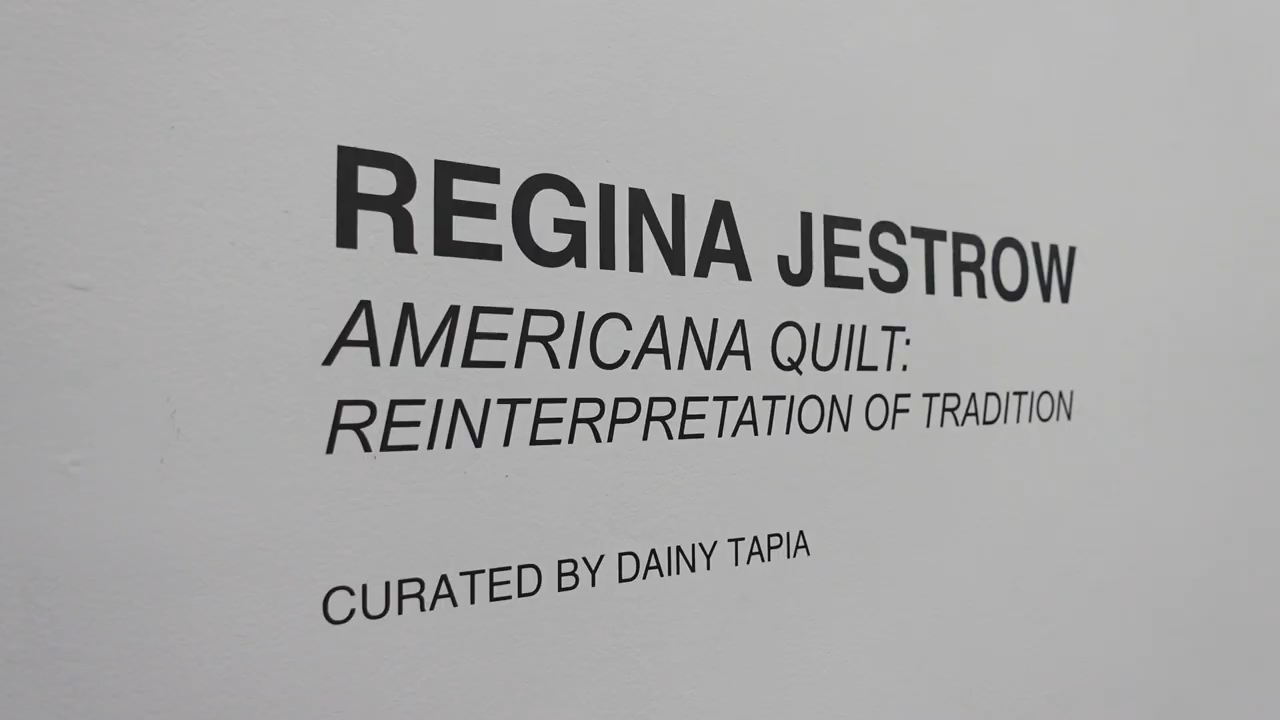 REGINA JESTROW
AMERICANA QUILT:
REINTERPRETATION OF TRADITION
CURATED BY DAINY TAPIA